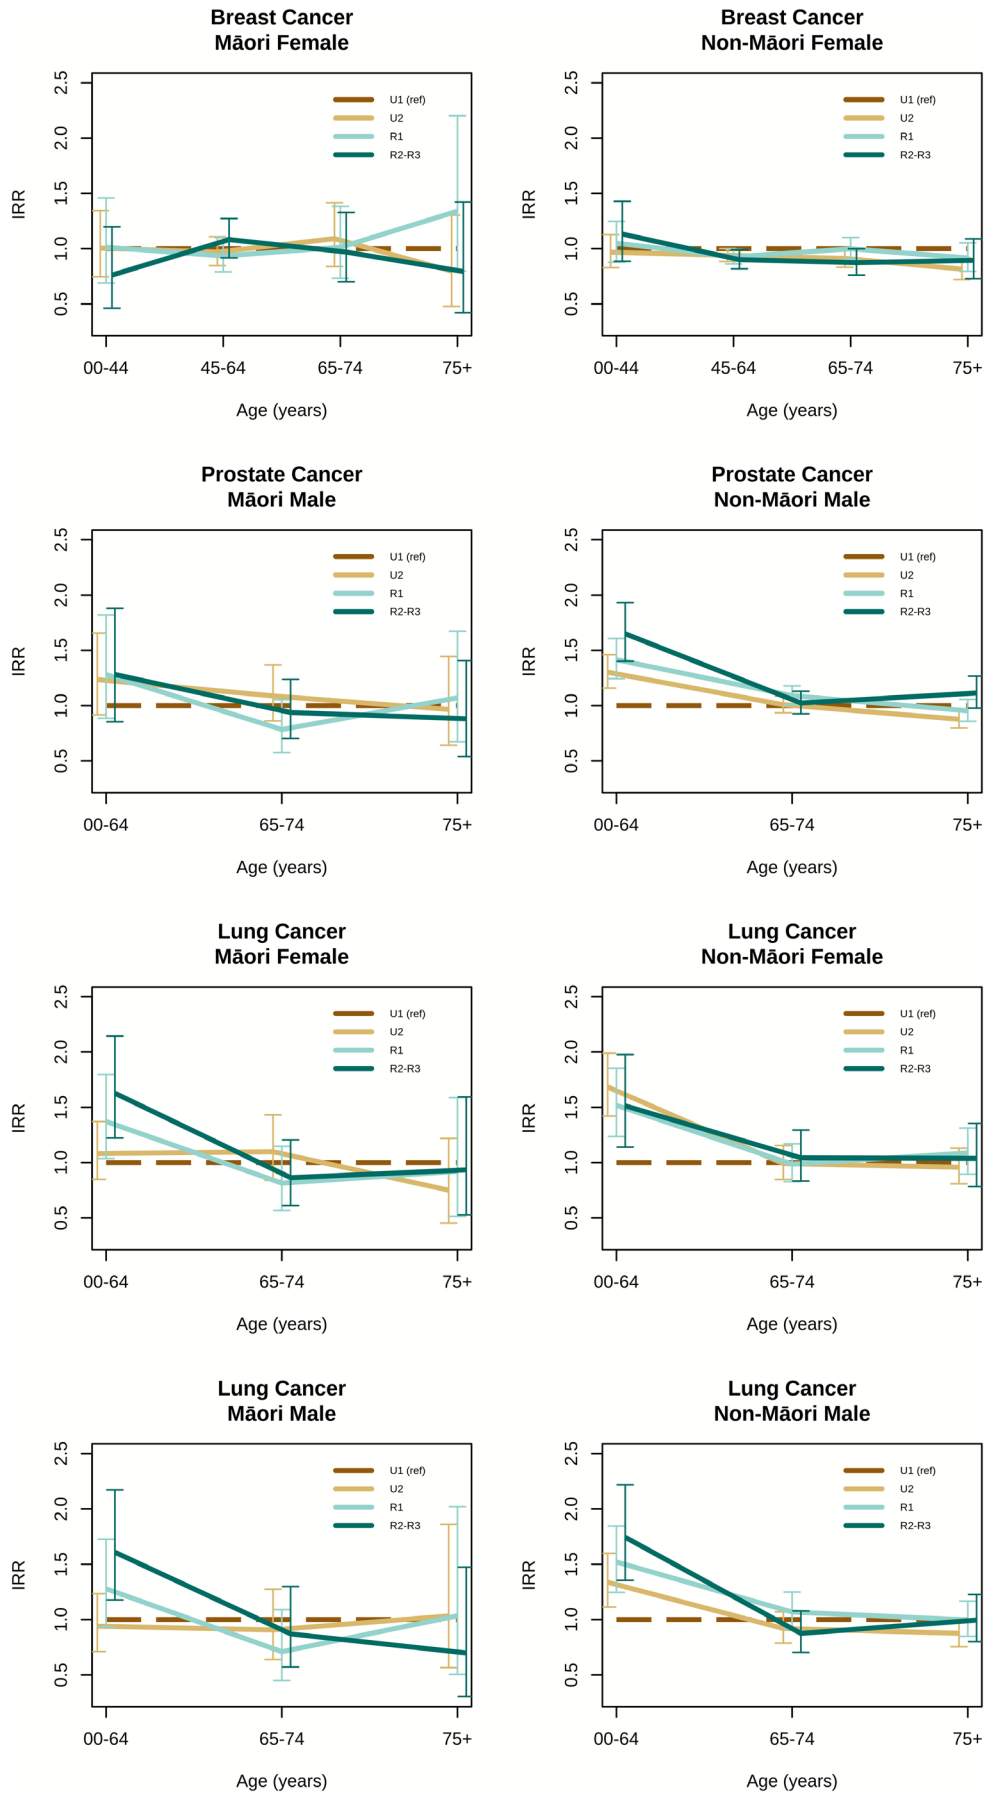 Breast Cancer
Māori Female
IRR
2.5
2.0
1.5
1.0
0.5
U1 (ref)
U2
R1
R2-R3
00-44
45-64
65-74
75+
Age (years)
Breast Cancer
Non-Māori Female
IRR
2.5
2.0
1.5
1.0
0.5
U1 (ref)
U2
R1
R2-R3
00-44
45-64
65-74
75+
Age (years)
Prostate Cancer
Māori Male
IRR
2.5
2.0
1.5
1.0
0.5
U1 (ref)
U2
R1
R2-R3
00-64
65-74
75+
Age (years)
Prostate Cancer
Non-Māori Male
IRR
2.5
2.0
1.5
1.0
0.5
U1 (ref)
U2
R1
R2-R3
00-64
65-74
75+
Age (years)
Lung Cancer
Māori Female
IRR
2.5
2.0
1.5
1.0
0.5
U1 (ref)
U2
R1
R2-R3
00-64
65-74
75+
Age (years)
Lung Cancer
Non-Māori Female
IRR
2.5
2.0
1.5
1.0
0.5
U1 (ref)
U2
R1
R2-R3
00-64
65-74
75+
Age (years)
Lung Cancer
Māori Male
IRR
2.5
2.0
1.5
1.0
0.5
U1 (ref)
U2
R1
R2-R3
00-64
65-74
75+
Age (years)
Lung Cancer
Non-Māori Male
IRR
2.5
2.0
1.5
1.0
0.5
U1 (ref)
U2
R1
R2-R3
00-64
65-74
75+
Age (years)